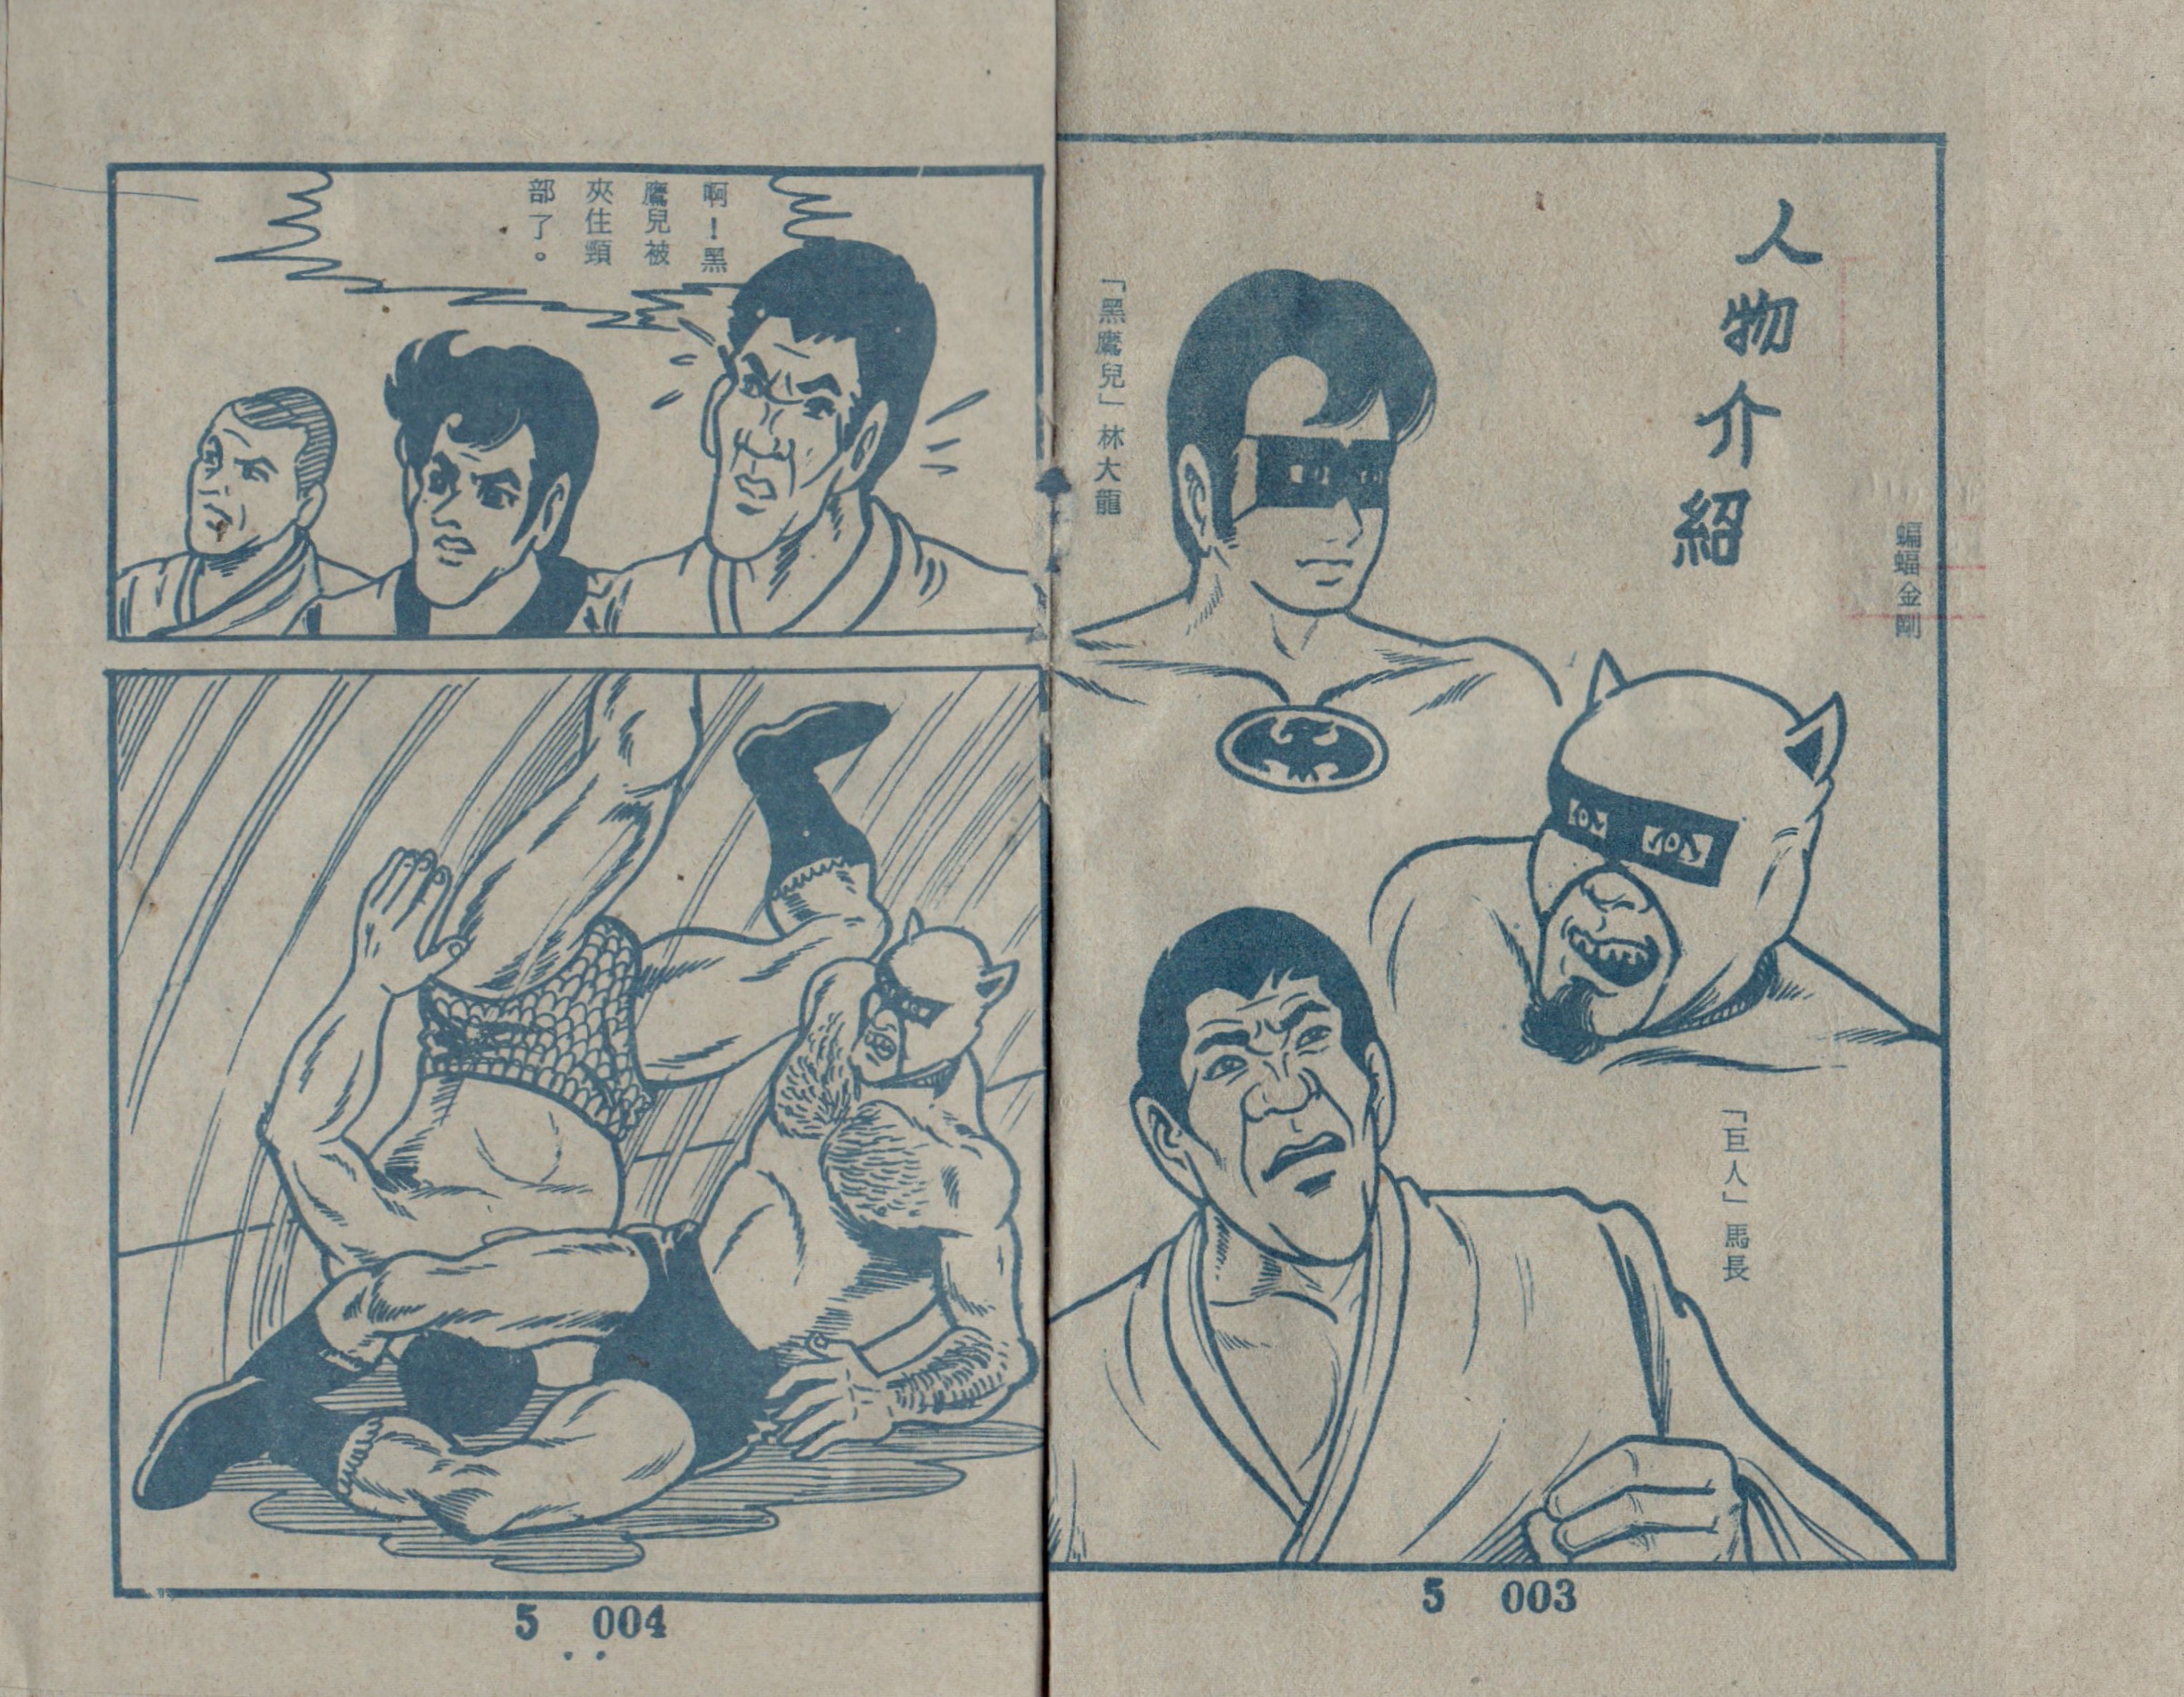 人物介紹
蝙蝠金剛
「黑鷹兒」林大龍
「巨人」馬長
5 003
啊！黑
鷹兒被
夾住頸
部了。
5 004